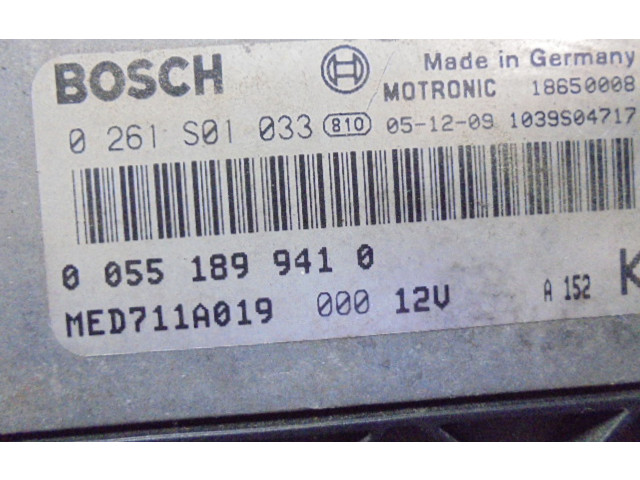 BOSCH Made in Germany
MOTRONIC 18650008
0 261 S01 033 810 05-12-09 1039S04717
0 055 189 941 0
MED711A019 000 12V A 152 K